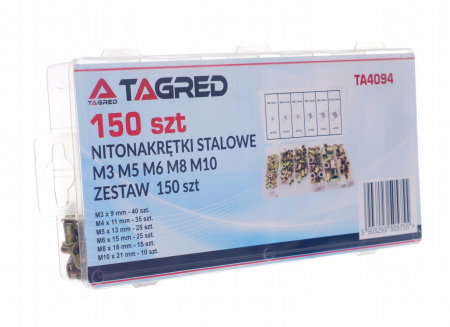 TAGRED
TAGRED
TA4094
150 szt
NITONAKRĘTKI STALOWE
M3 M5 M6 M8 M10
ZESTAW 150 szt
M3 x 9 mm - 40 szt.
M4 x 11 mm - 35 szt.
M5 x 13 mm - 25 szt.
M6 x 15 mm - 25 szt.
M8 x 18 mm - 15 szt.
M10 x 21 mm - 10 szt.